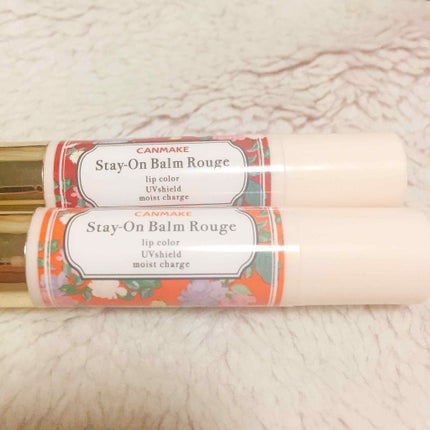 CANMAKE
Stay-On Balm Rouge
lip color
UVshield
moist charge
CANMAKE
Stay-On Balm Rouge
lip color
UVshield
moist charge